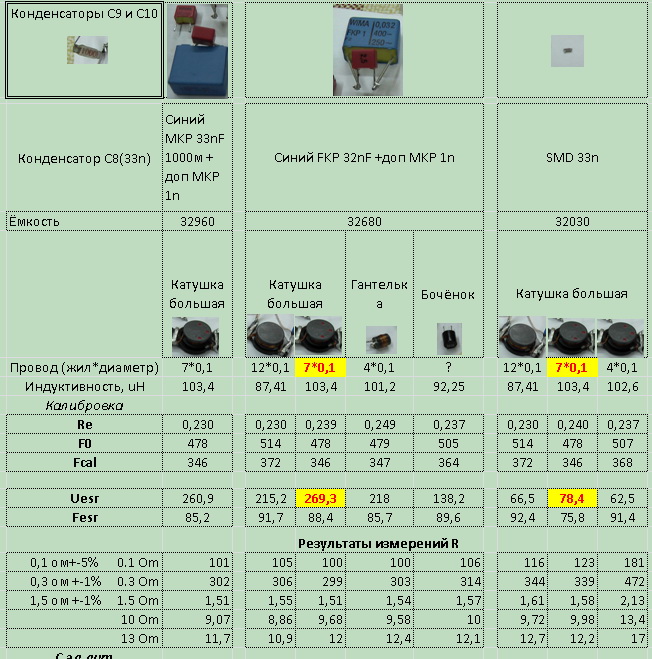 Конденсаторы C9 и C10
1000
WIMA 0,032
FKP 1 400-
250~
Конденсатор C8(33n)
Синий
MKP 33nF
1000м +
доп MKP
1n
Синий FKP 32nF +доп MKP 1n
SMD 33n
Ёмкость 32960 32680 32030
Катушка большая
Катушка большая
Гантельк
а
Бочёнок
Катушка большая
Провод (жил*диаметр) 7*0,1 12*0,1 7*0,1 4*0,1 ? 12*0,1 7*0,1 4*0,1
Индуктивность, uH 103,4 87,41 103,4 101,2 92,25 87,41 103,4 102,6
Калибровка
Re 0,230 0,230 0,239 0,249 0,237 0,230 0,240 0,237
F0 478 514 478 479 505 514 478 507
Fcal 346 372 346 347 364 372 346 368
Uesr 260,9 215,2 269,3 218 138,2 66,5 78,4 62,5
Fesr 85,2 91,7 88,4 85,7 89,6 92,4 75,8 91,4
Результаты измерений R
0,1 ом+-5% 0.1 Om 101 105 100 100 106 116 123 181
0,3 ом +-1% 0.3 Om 302 306 299 303 314 344 339 472
1,5 ом +-1% 1.5 Om 1,51 1,55 1,51 1,54 1,57 1,61 1,58 2,13
10 Om 9,07 8,86 9,68 9,58 10 9,72 9,98 13,4
13 Om 11,7 10,9 12 12,4 12,1 12,7 12,2 17